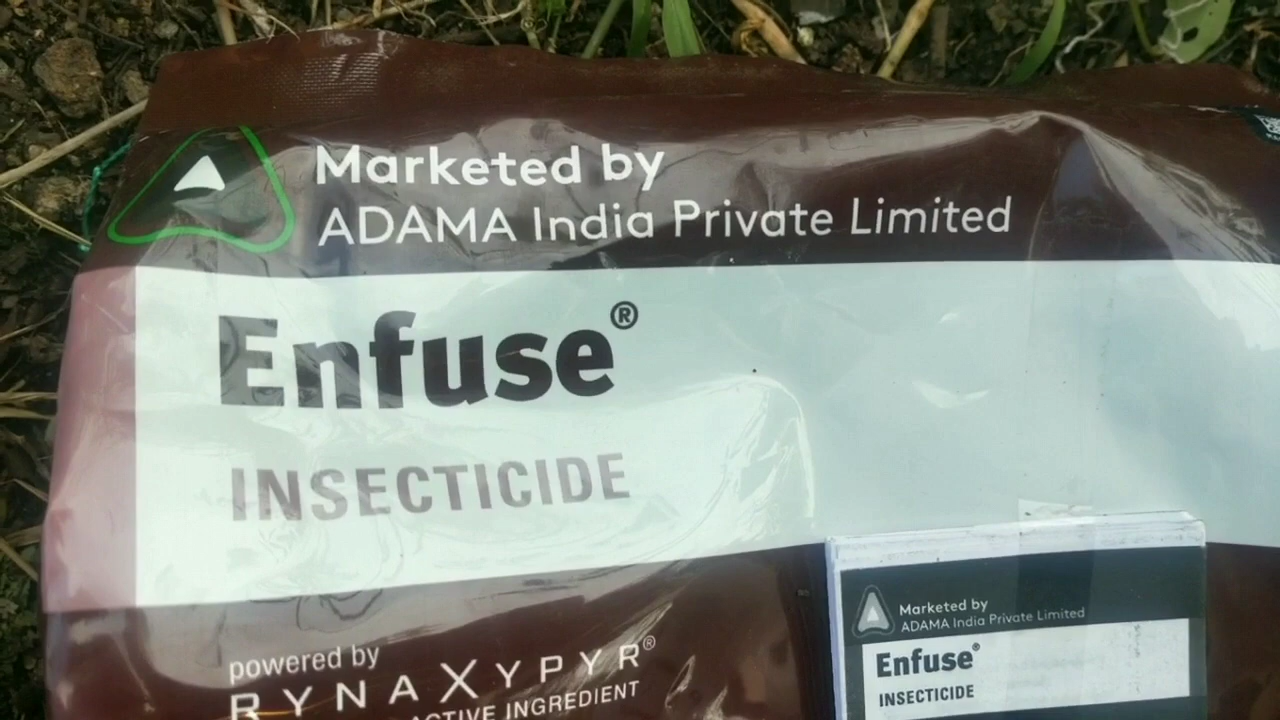 Marketed by
ADAMA India Private Limited
Enfuse®
INSECTICIDE
powered by
RYNAXYPYR®
ACTIVE INGREDIENT
Marketed by
ADAMA India Private Limited
Enfuse®
INSECTICIDE